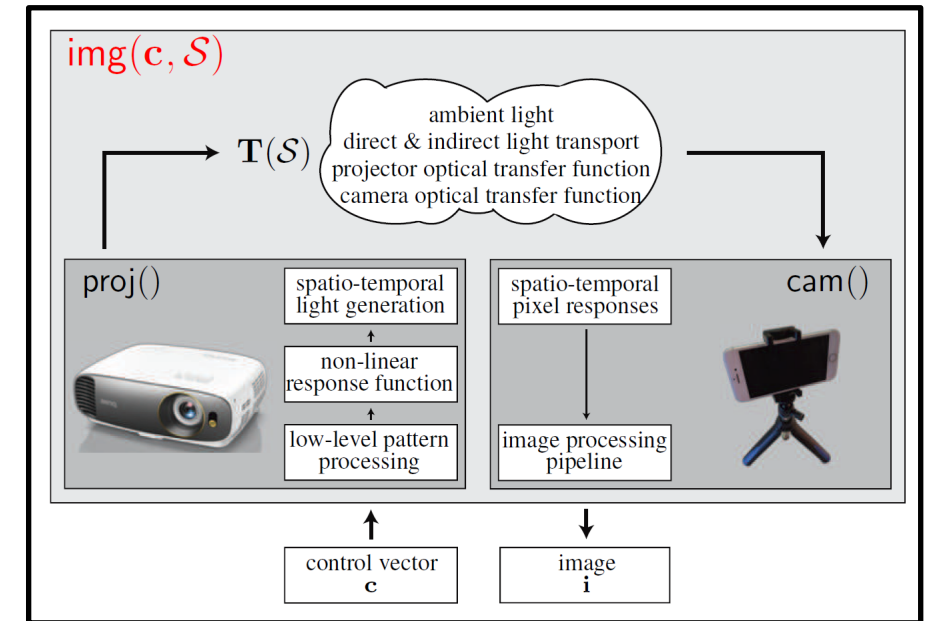 img(c, S)
T(S)
ambient light
direct & indirect light transport
projector optical transfer function
camera optical transfer function
proj()
spatio-temporal
light generation
non-linear
response function
low-level pattern
processing
spatio-temporal
pixel responses
image processing
pipeline
cam()
control vector
c
image
i